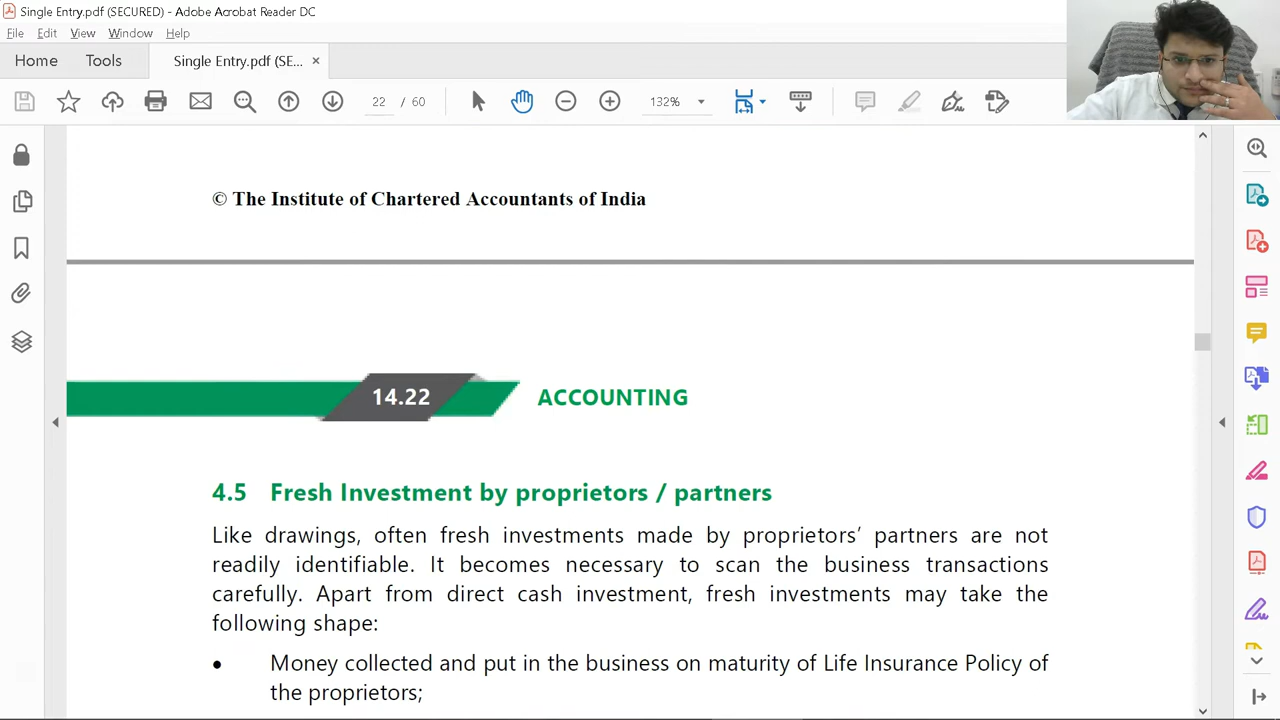 Single Entry.pdf (SECURED) - Adobe Acrobat Reader DC
File Edit View Window Help
Home Tools Single Entry.pdf (SE... ×
22 / 60 132%
© The Institute of Chartered Accountants of India
14.22 ACCOUNTING
4.5 Fresh Investment by proprietors / partners
Like drawings, often fresh investments made by proprietors’ partners are not
readily identifiable. It becomes necessary to scan the business transactions
carefully. Apart from direct cash investment, fresh investments may take the
following shape:
• Money collected and put in the business on maturity of Life Insurance Policy of
the proprietors;